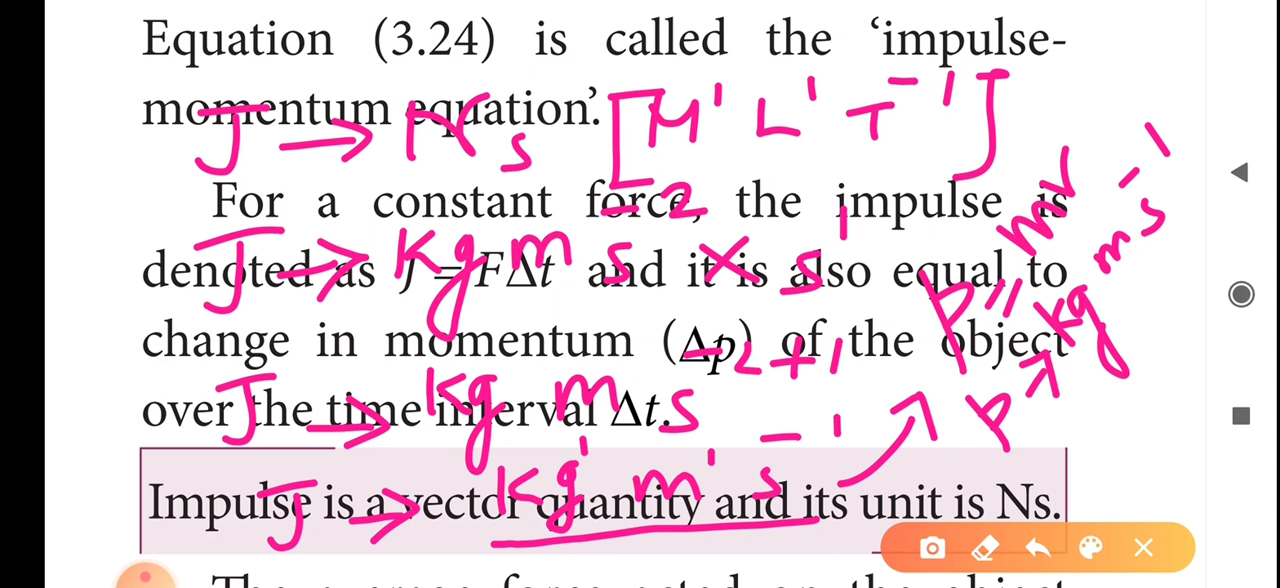 Equation (3.24) is called the ‘impulse-
momentum equation’.
J → Ns [M¹ L¹ T⁻¹]
For a constant force, the impulse is
J → kg m s⁻² × s¹
denoted as J = FΔt and it is also equal to
p = mv
change in momentum (Δp) of the object
p → kg m s⁻¹
over the time interval Δt.
J → kg m s⁻²⁺¹
J → kg¹ m¹ s⁻¹
Impulse is a vector quantity and its unit is Ns.